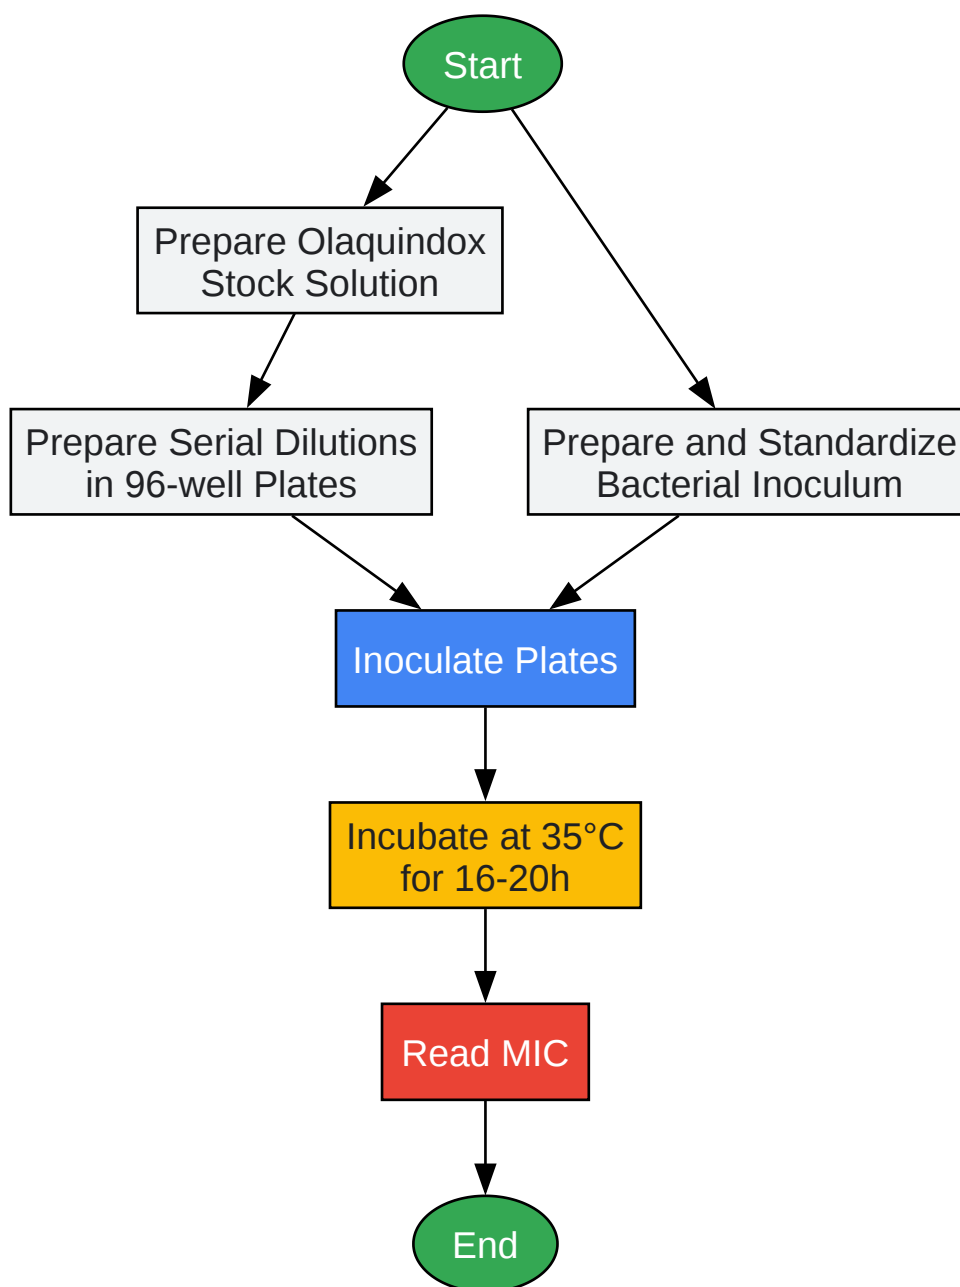 Start
Prepare Olaquindox
Stock Solution
Prepare Serial Dilutions
in 96-well Plates
Prepare and Standardize
Bacterial Inoculum
Inoculate Plates
Incubate at 35°C
for 16-20h
Read MIC
End